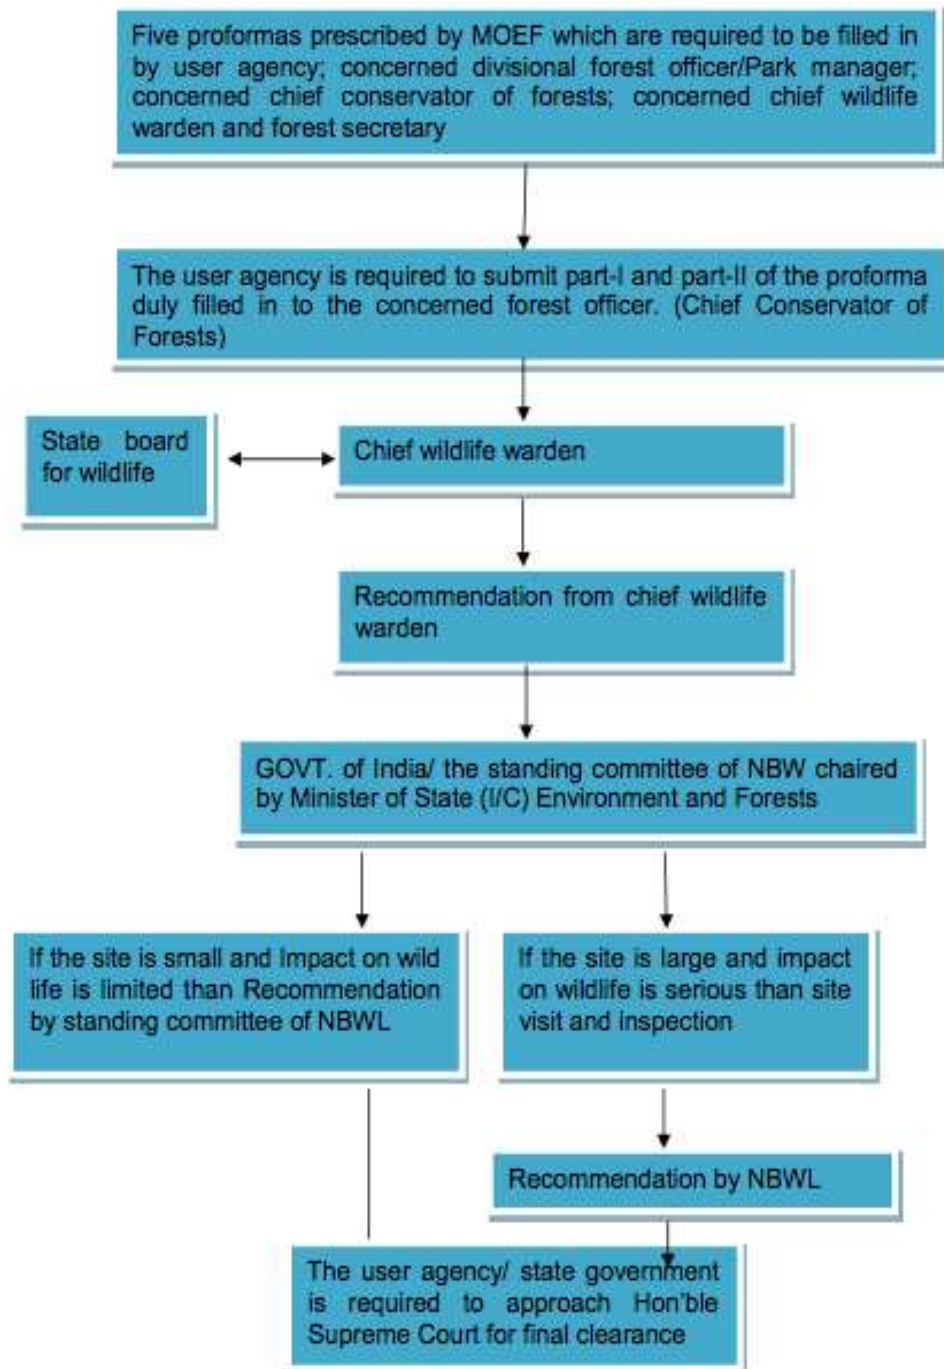 Five proformas prescribed by MOEF which are required to be filled in
by user agency; concerned divisional forest officer/Park manager;
concerned chief conservator of forests; concerned chief wildlife
warden and forest secretary
The user agency is required to submit part-I and part-II of the proforma
duly filled in to the concerned forest officer. (Chief Conservator of
Forests)
State board
for wildlife
Chief wildlife warden
Recommendation from chief wildlife
warden
GOVT. of India/ the standing committee of NBW chaired
by Minister of State (I/C) Environment and Forests
If the site is small and Impact on wild
life is limited than Recommendation
by standing committee of NBWL
If the site is large and impact
on wildlife is serious than site
visit and inspection
Recommendation by NBWL
The user agency/ state government
is required to approach Hon'ble
Supreme Court for final clearance